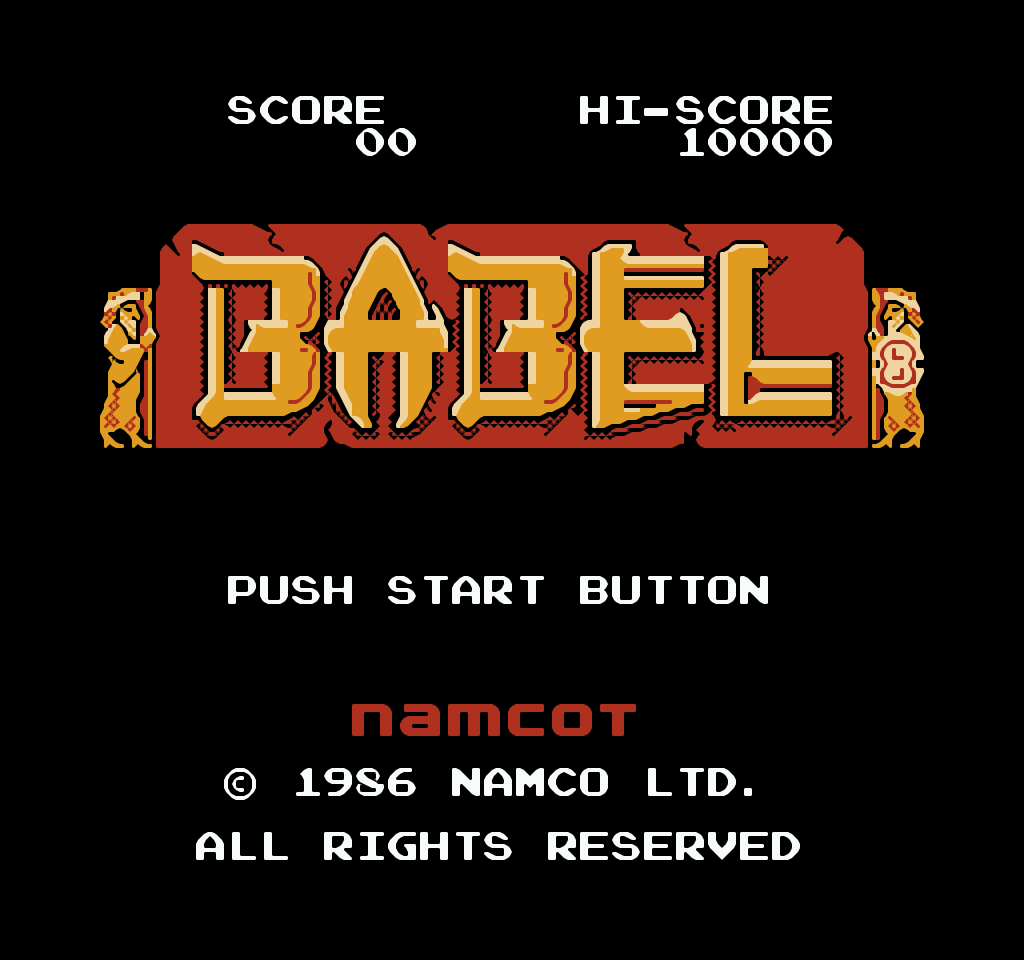 SCORE HI-SCORE
00 10000
BABEL
PUSH START BUTTON
namcot
© 1986 NAMCO LTD.
ALL RIGHTS RESERVED